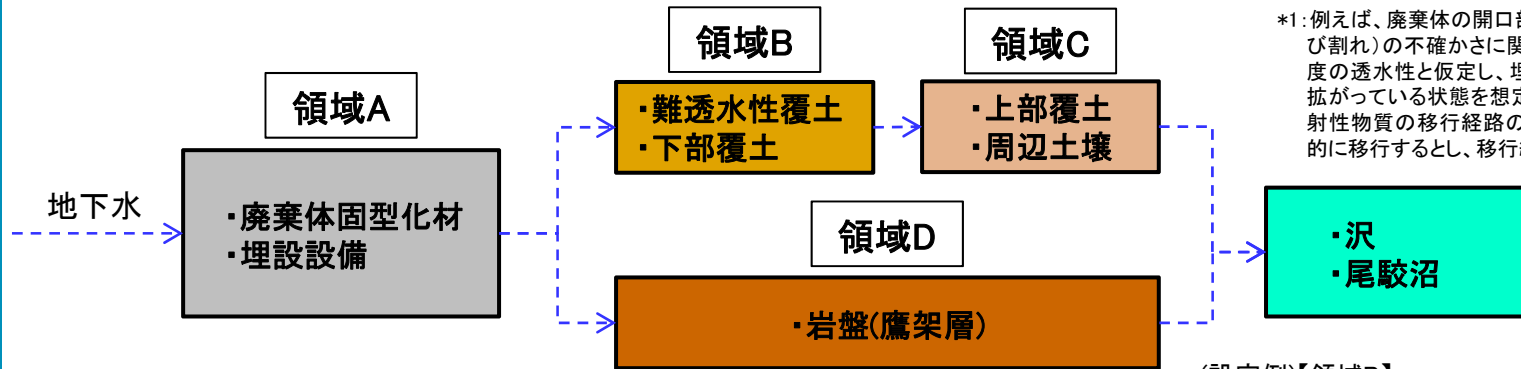 *1:例えば、廃棄体の開口部
び割れ)の不確かさに関
度の透水性と仮定し、埋
拡がっている状態を想定
射性物質の移行経路の
的に移行するとし、移行
領域A
領域B
領域C
・難透水性覆土
・下部覆土
・上部覆土
・周辺土壌
地下水
・廃棄体固型化材
・埋設設備
領域D
・岩盤(鷹架層)
・沢
・尾駮沼